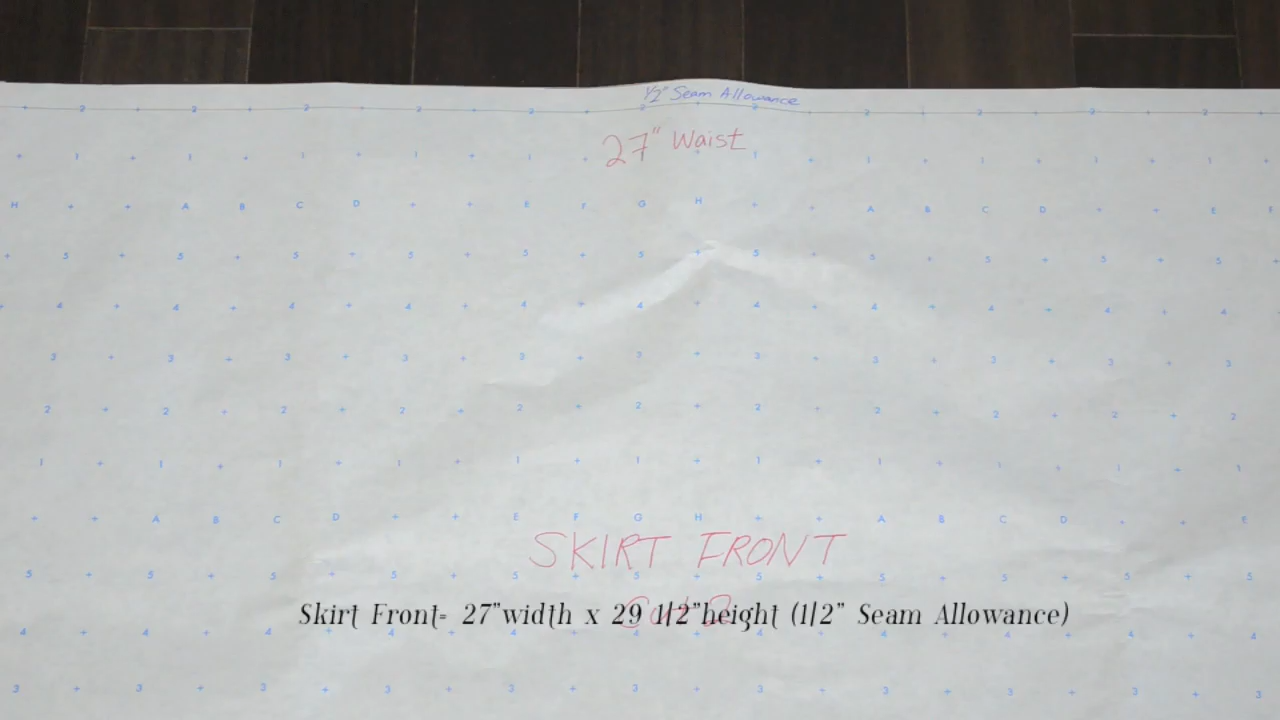 1/2" Seam Allowance
27" Waist
SKIRT FRONT
Skirt Front= 27"width x 29 1/2"height (1/2" Seam Allowance)